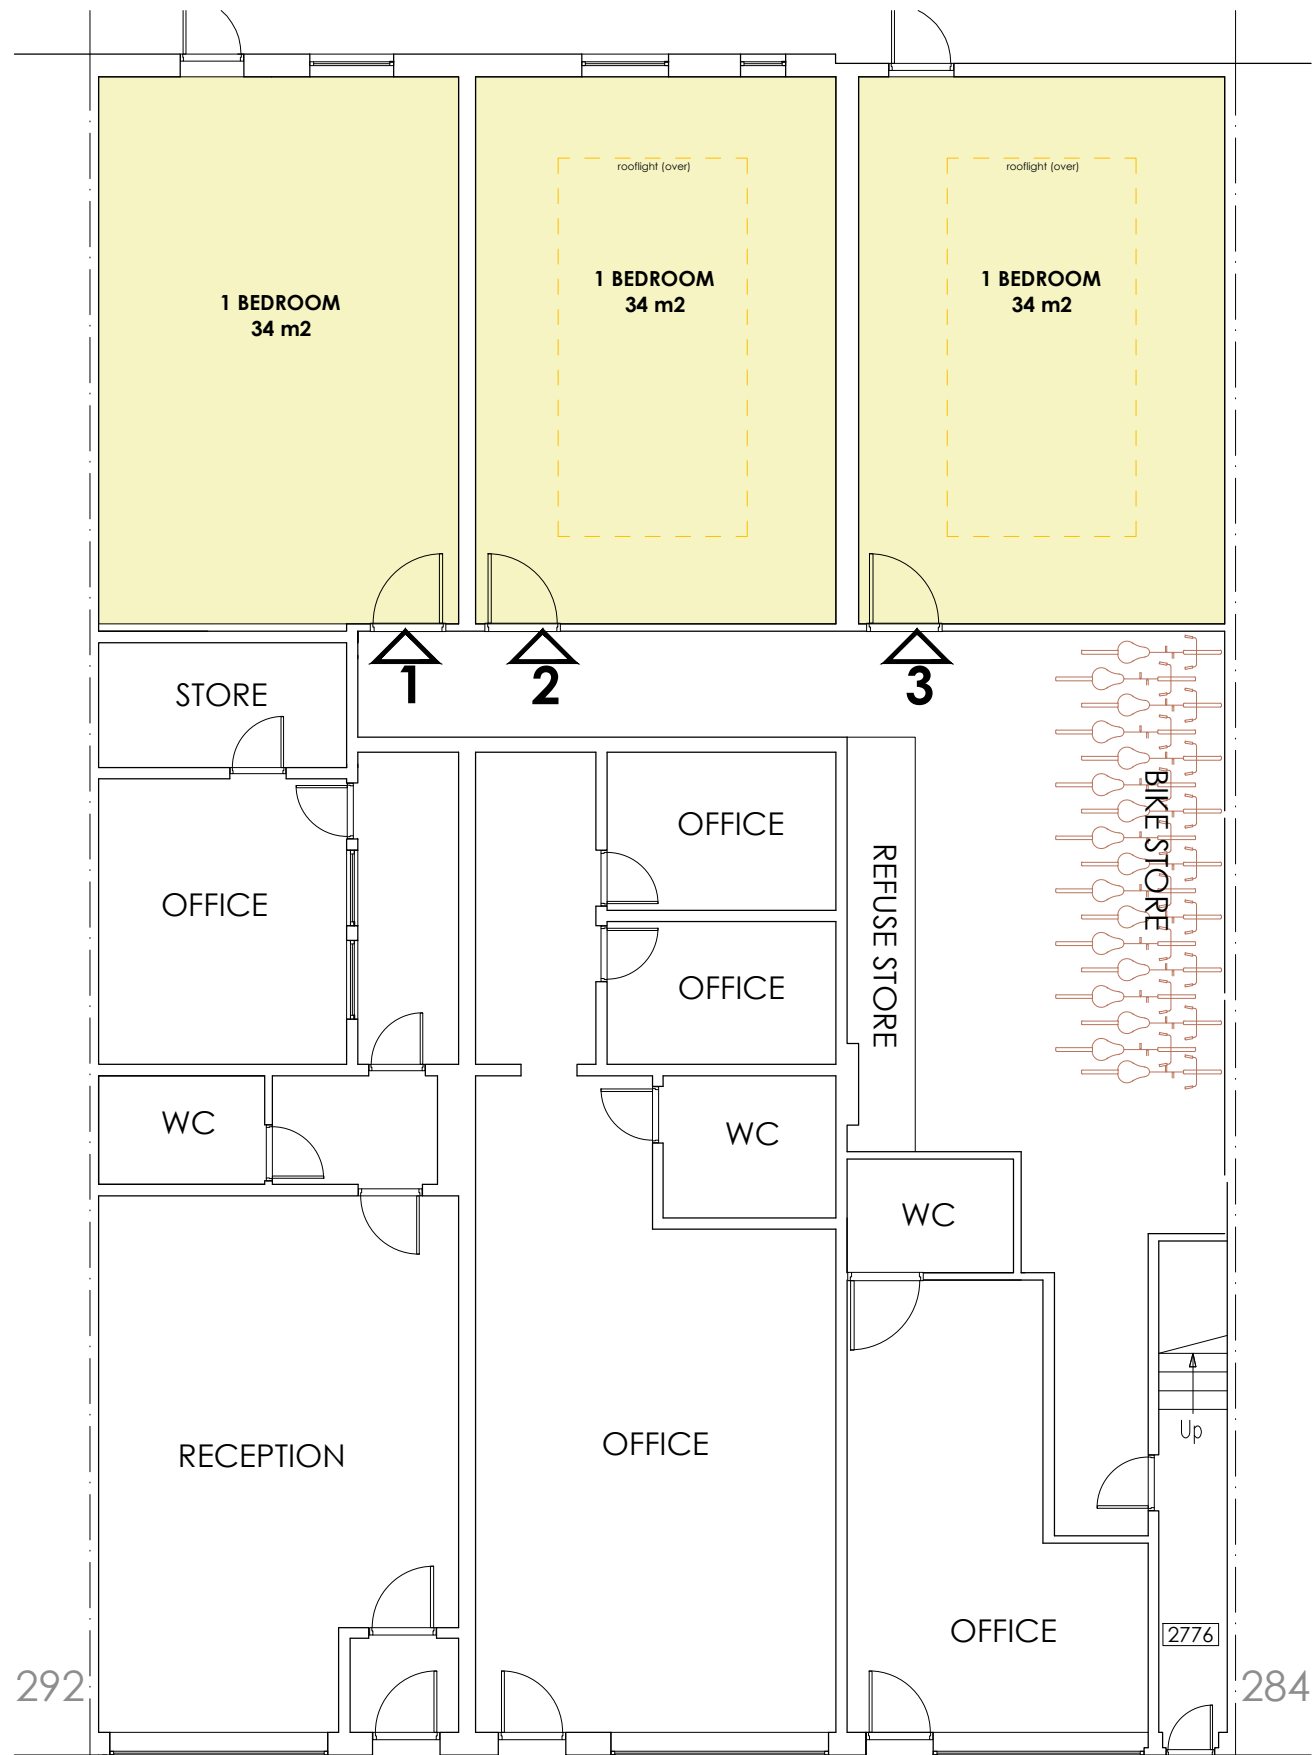 rooflight (over)
rooflight (over)
1 BEDROOM
34 m2
1 BEDROOM
34 m2
1 BEDROOM
34 m2
1
2
3
STORE
BIKE STORE
OFFICE
REFUSE STORE
OFFICE
OFFICE
WC
WC
WC
Up
RECEPTION
OFFICE
OFFICE
2776
292
284